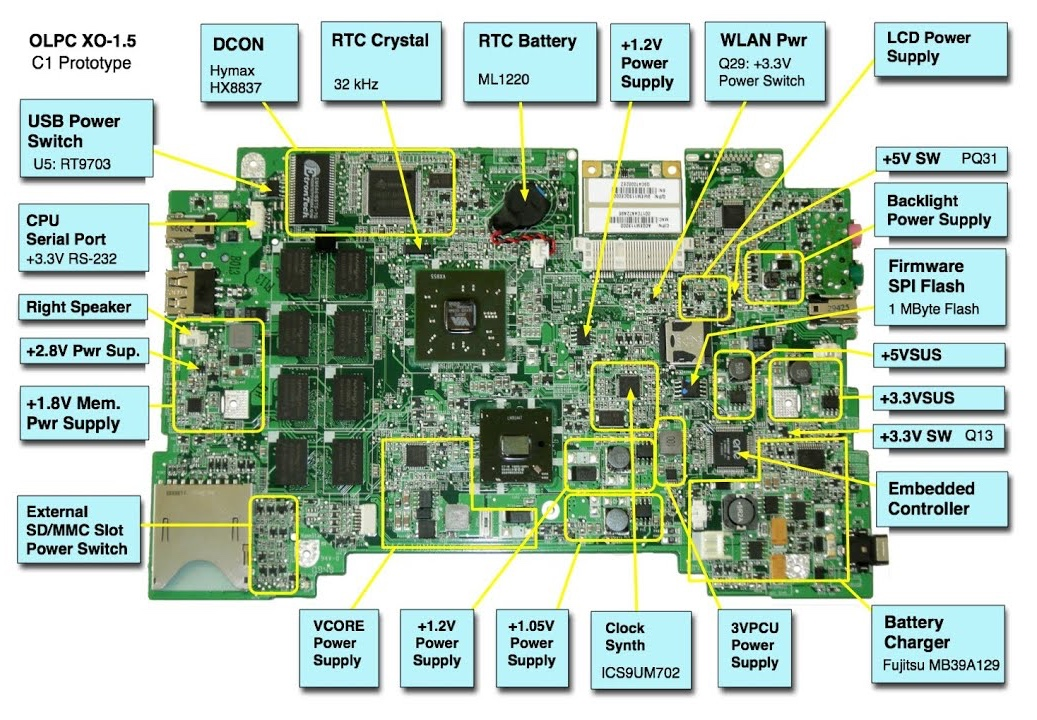 OLPC XO-1.5
C1 Prototype
DCON
Hymax
HX8837
RTC Crystal
32 kHz
RTC Battery
ML1220
+1.2V
Power
Supply
WLAN Pwr
Q29: +3.3V
Power Switch
LCD Power
Supply
USB Power
Switch
U5: RT9703
+5V SW PQ31
CPU
Serial Port
+3.3V RS-232
Backlight
Power Supply
Firmware
SPI Flash
1 MByte Flash
Right Speaker
+2.8V Pwr Sup.
+5VSUS
+1.8V Mem.
Pwr Supply
+3.3VSUS
+3.3V SW Q13
External
SD/MMC Slot
Power Switch
Embedded
Controller
VCORE
Power
Supply
+1.2V
Power
Supply
+1.05V
Power
Supply
Clock
Synth
ICS9UM702
3VPCU
Power
Supply
Battery
Charger
Fujitsu MB39A129
EtronTech